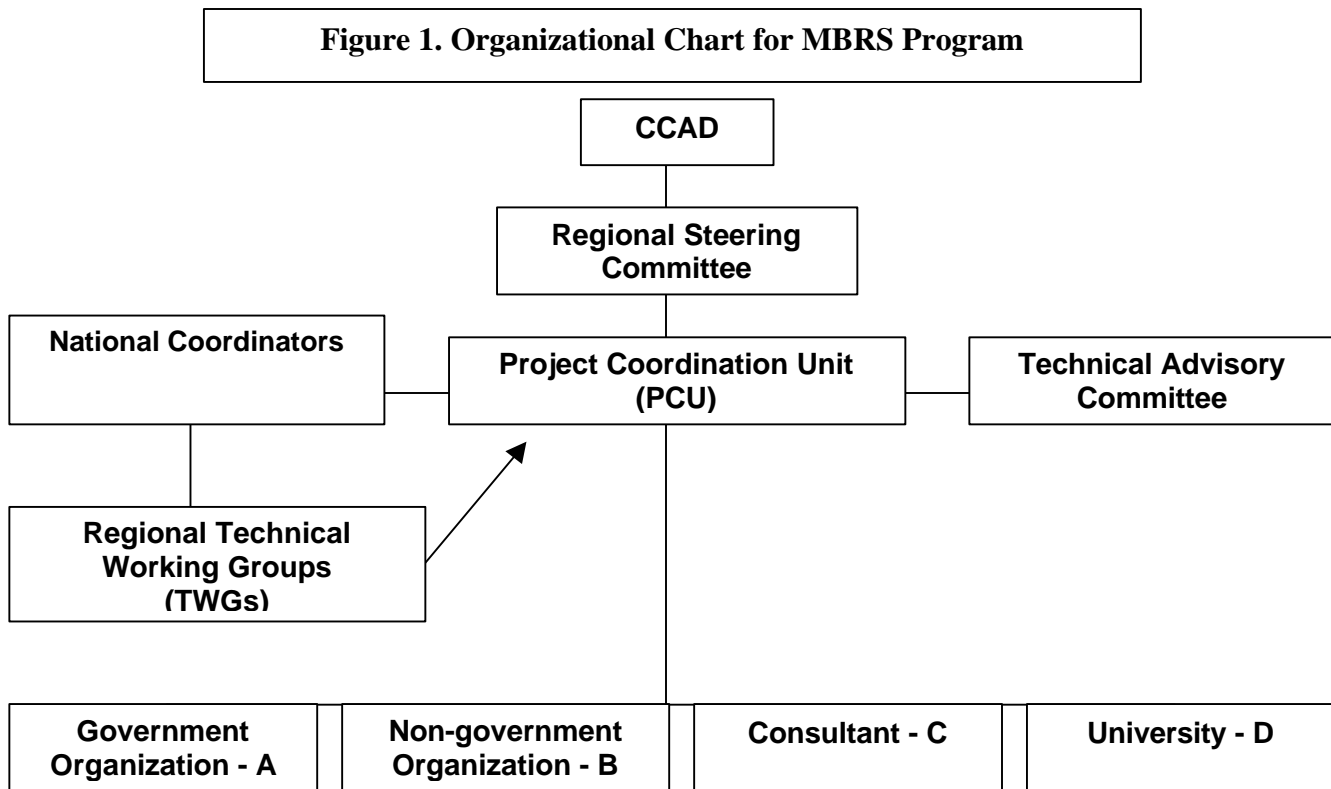 Figure 1. Organizational Chart for MBRS Program
CCAD
Regional Steering
Committee
National Coordinators
Project Coordination Unit
(PCU)
Technical Advisory
Committee
Regional Technical
Working Groups
(TWGs)
Government
Organization - A
Non-government
Organization - B
Consultant - C
University - D